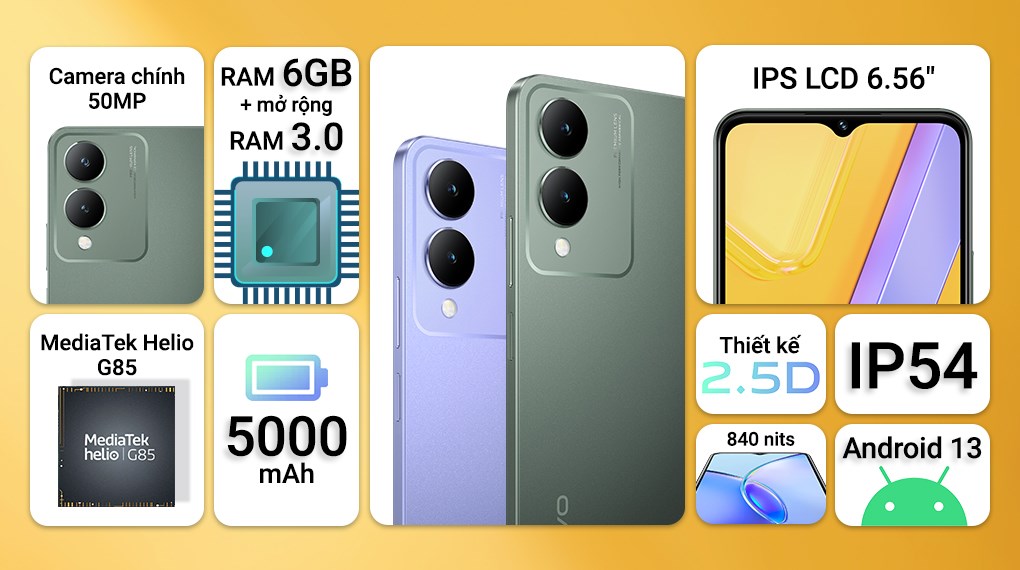 Camera chính
50MP
RAM 6GB
+ mở rộng
RAM 3.0
IPS LCD 6.56"
MediaTek Helio
G85
MediaTek
helio | G85
5000
mAh
Thiết kế
2.5D
IP54
840 nits
Android 13